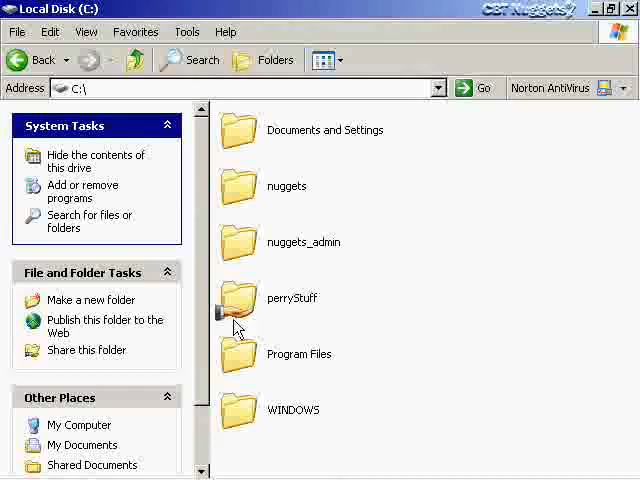 Local Disk (C:)
CBT Nuggets
File Edit View Favorites Tools Help
Back Search Folders
Address C:\ Go Norton AntiVirus
System Tasks
Hide the contents of
this drive
Add or remove
programs
Search for files or
folders
File and Folder Tasks
Make a new folder
Publish this folder to the
Web
Share this folder
Other Places
My Computer
My Documents
Shared Documents
Documents and Settings
nuggets
nuggets_admin
perryStuff
Program Files
WINDOWS